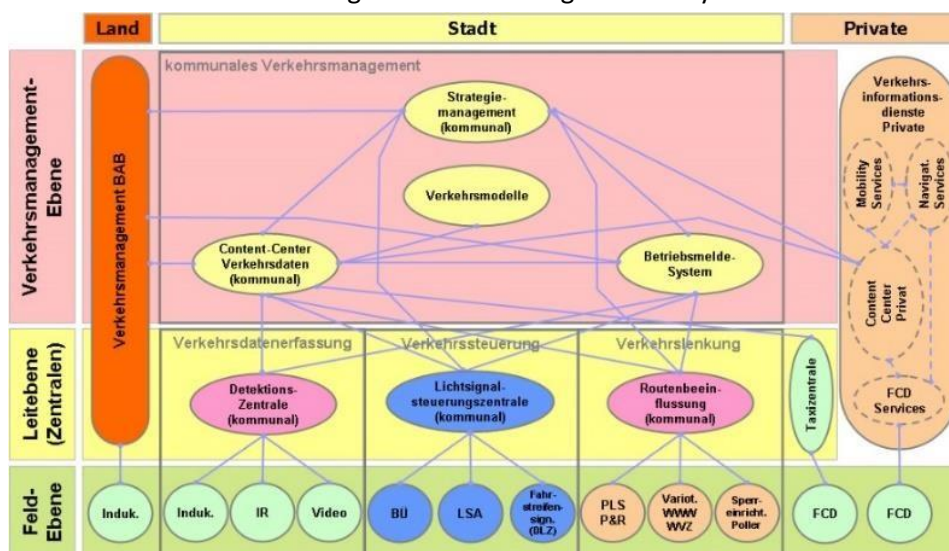 Land
Stadt
Private
Verkehrsmanagement-
Ebene
Verkehrsmanagement BAB
kommunales Verkehrsmanagement
Strategie-
management
(kommunal)
Verkehrsmodelle
Content-Center
Verkehrsdaten
(kommunal)
Betriebsmelde-
System
Verkehrs-
informations-
dienste
Private
Mobility
Services
Navigat.
Services
Content
Center
Privat
FCD
Services
Leitebene
(Zentralen)
Verkehrsdatenerfassung
Verkehrssteuerung
Verkehrslenkung
Detektions-
Zentrale
(kommunal)
Lichtsignal-
steuerungszentrale
(kommunal)
Routenbeein-
flussung
(kommunal)
Taxizentrale
Feld-
Ebene
Induk.
Induk.
IR
Video
BÜ
LSA
Fahr-
streifen-
sign.
(DLZ)
PLS
P&R
Variot.
WWW
WVZ
Sperr-
einricht.
Poller
FCD
FCD